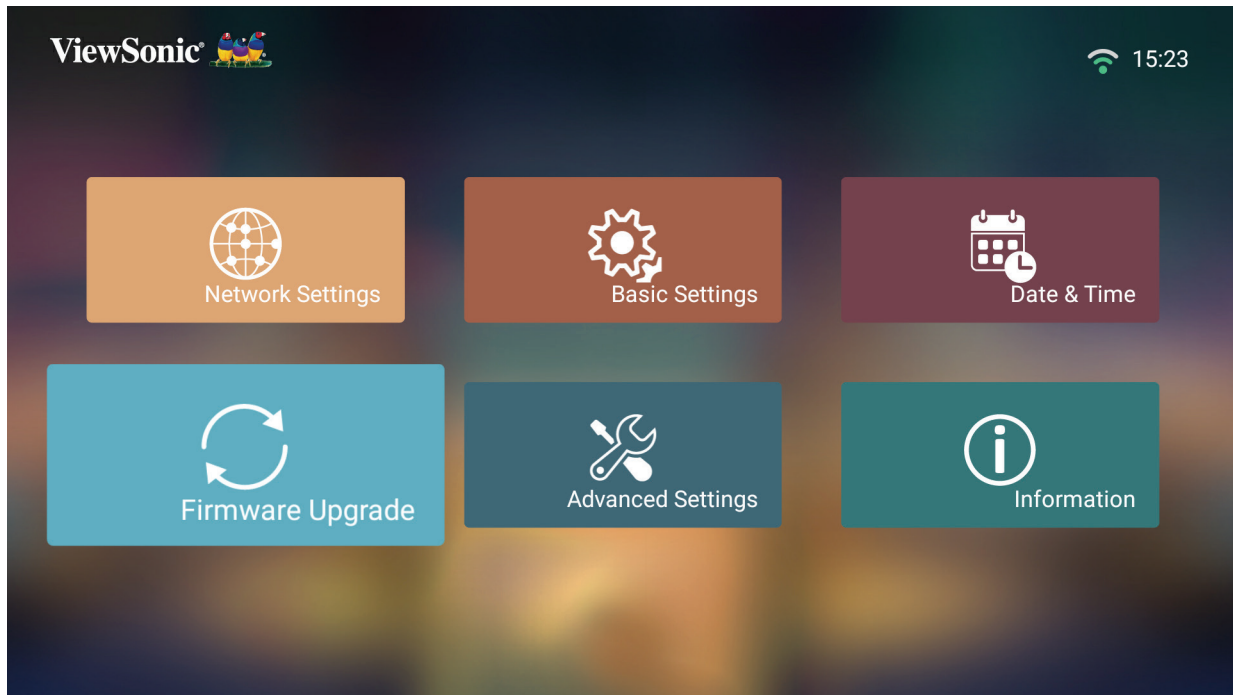 ViewSonic®
15:23
Network Settings
Basic Settings
Date & Time
Firmware Upgrade
Advanced Settings
Information